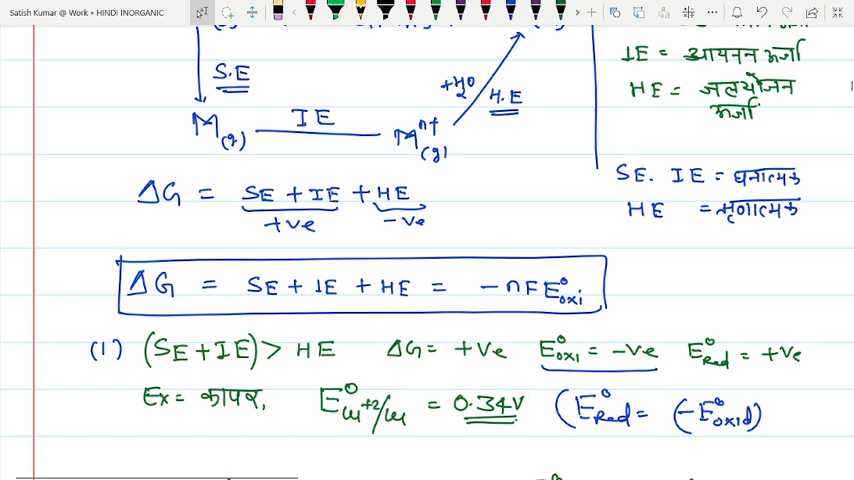 Satish Kumar @ Work » HINDI INORGANIC
S.E
+H₂O
H.E
M(g) IE M^n+(g)
IE = आयनन ऊर्जा
HE = जलयोजन
ऊर्जा
SE. IE = धनात्मक
HE = ऋणात्मक
ΔG = SE + IE + HE
+ve -ve
ΔG = SE + IE + HE = - nFE°oxi
(1) (SE + IE) > HE ΔG = +ve E°oxi = -ve E°Red = +ve
Ex = कापर, E°Cu+2/Cu = 0.34V (E°Red = (-E°oxid)